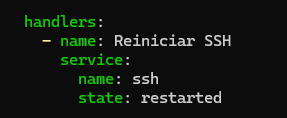 handlers:
  - name: Reiniciar SSH
    service:
      name: ssh
      state: restarted